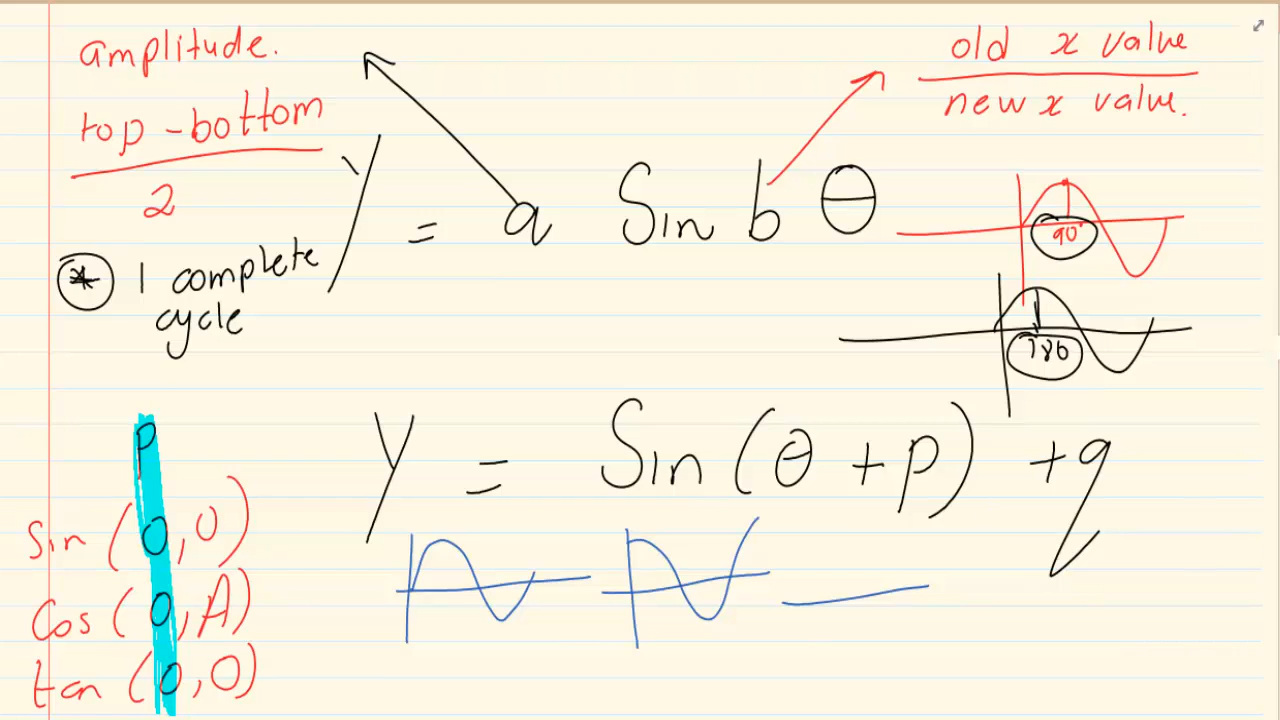 amplitude.
top - bottom
2
old x value
new x value.
y = a Sin b θ
90°
* 1 complete
cycle
180
y = Sin (θ + p) + q
p
Sin (0, 0)
Cos (0, A)
tan (0, 0)